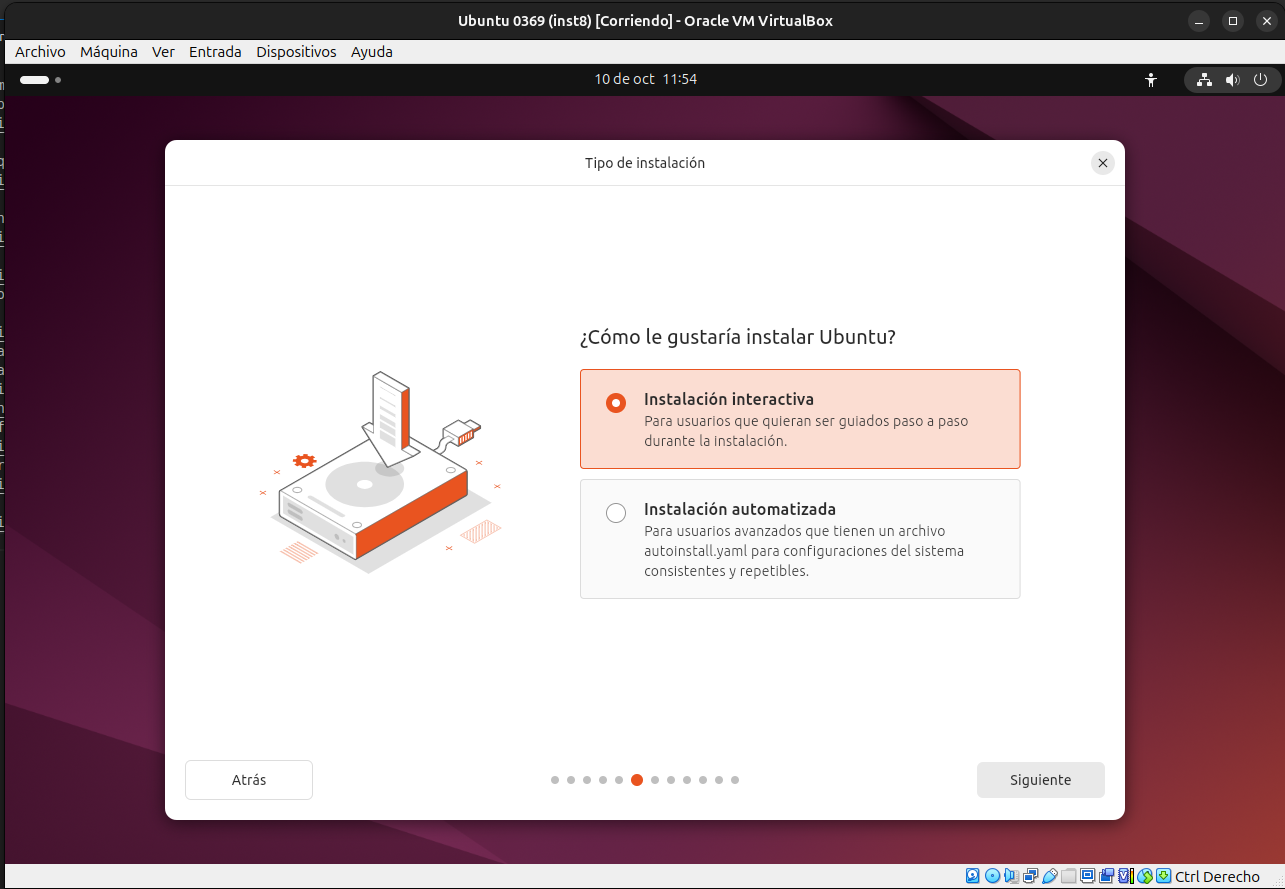 Ubuntu 0369 (inst8) [Corriendo] - Oracle VM VirtualBox
Archivo Máquina Ver Entrada Dispositivos Ayuda
10 de oct 11:54
Tipo de instalación
¿Cómo le gustaría instalar Ubuntu?
Instalación interactiva
Para usuarios que quieran ser guiados paso a paso
durante la instalación.
Instalación automatizada
Para usuarios avanzados que tienen un archivo
autoinstall.yaml para configuraciones del sistema
consistentes y repetibles.
Atrás
Siguiente
Ctrl Derecho